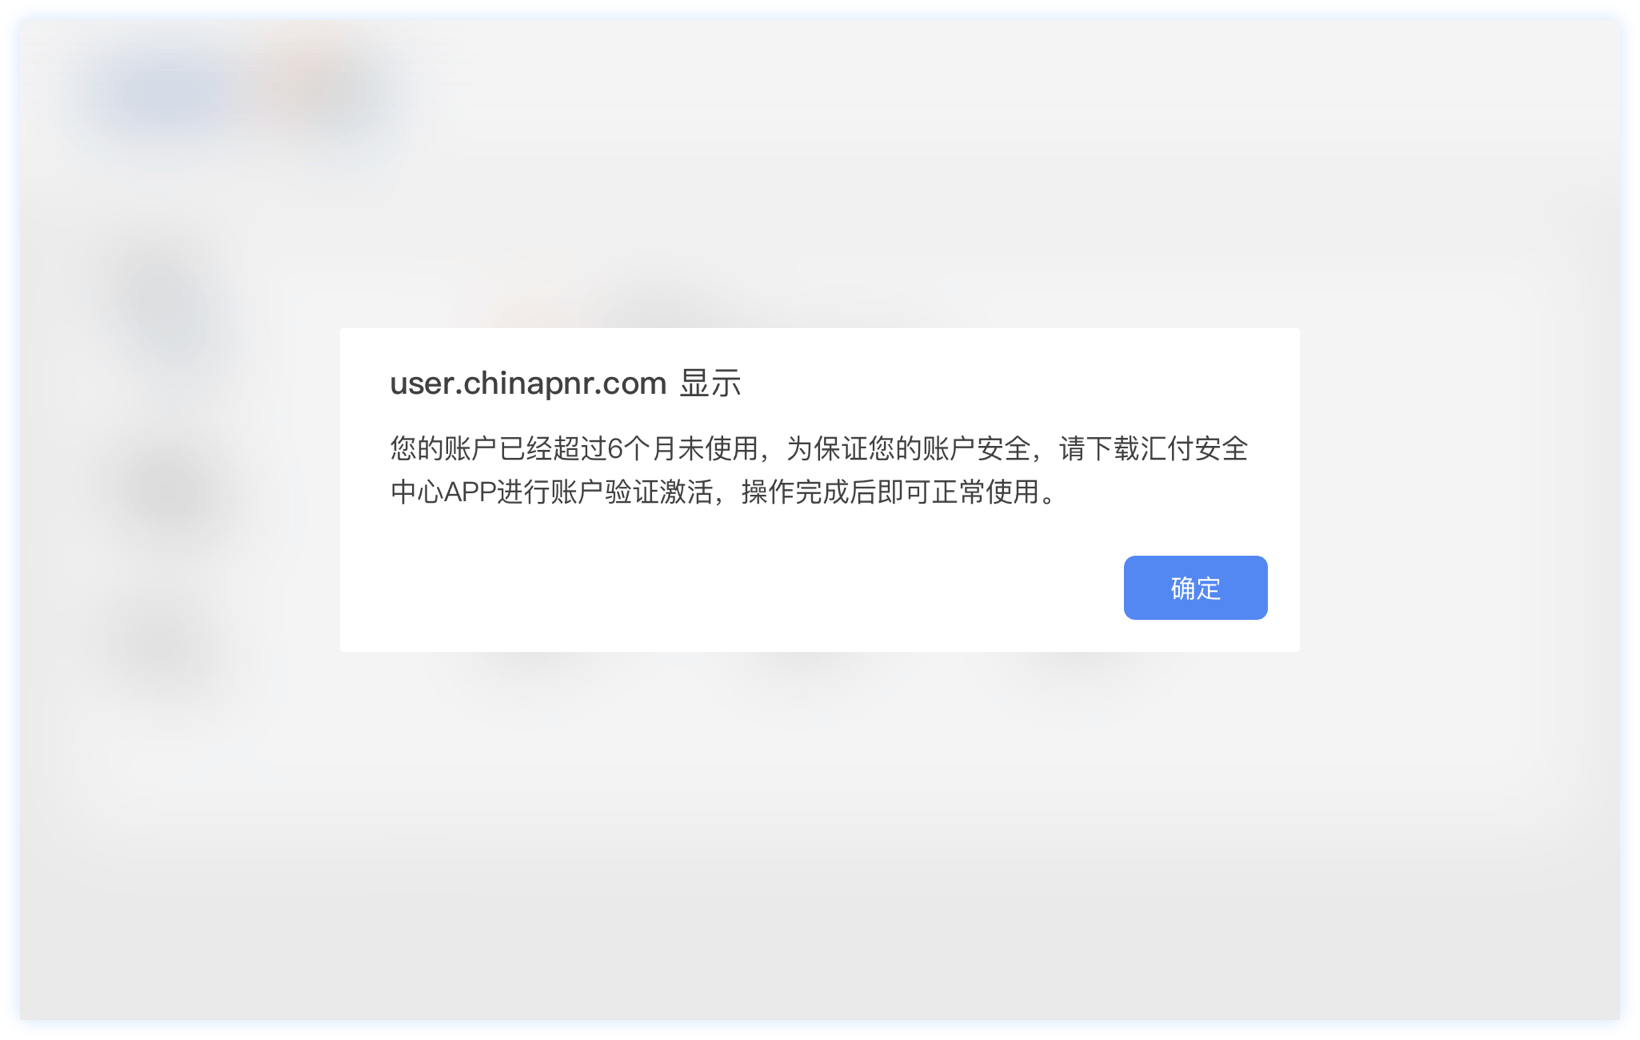 user.chinapnr.com 显示
您的账户已经超过6个月未使用，为保证您的账户安全，请下载汇付安全
中心APP进行账户验证激活，操作完成后即可正常使用。
确定